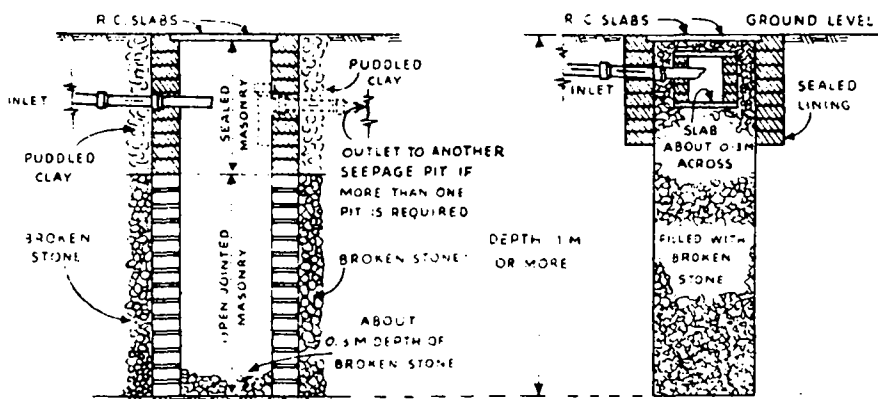 R.C. SLABS
PUDDLED
CLAY
INLET
SEALED
MASONRY
PUDDLED
CLAY
OUTLET TO ANOTHER
SEEPAGE PIT IF
MORE THAN ONE
PIT IS REQUIRED
BROKEN
STONE
OPEN JOINTED
MASONRY
BROKEN STONE
ABOUT
DEPTH OF
BROKEN STONE
R C SLABS
GROUND LEVEL
INLET
SEALED
LINING
SLAB
ABOUT 0.3M
ACROSS
DEPTH 1 M
OR MORE
FILLED WITH
BROKEN
STONE